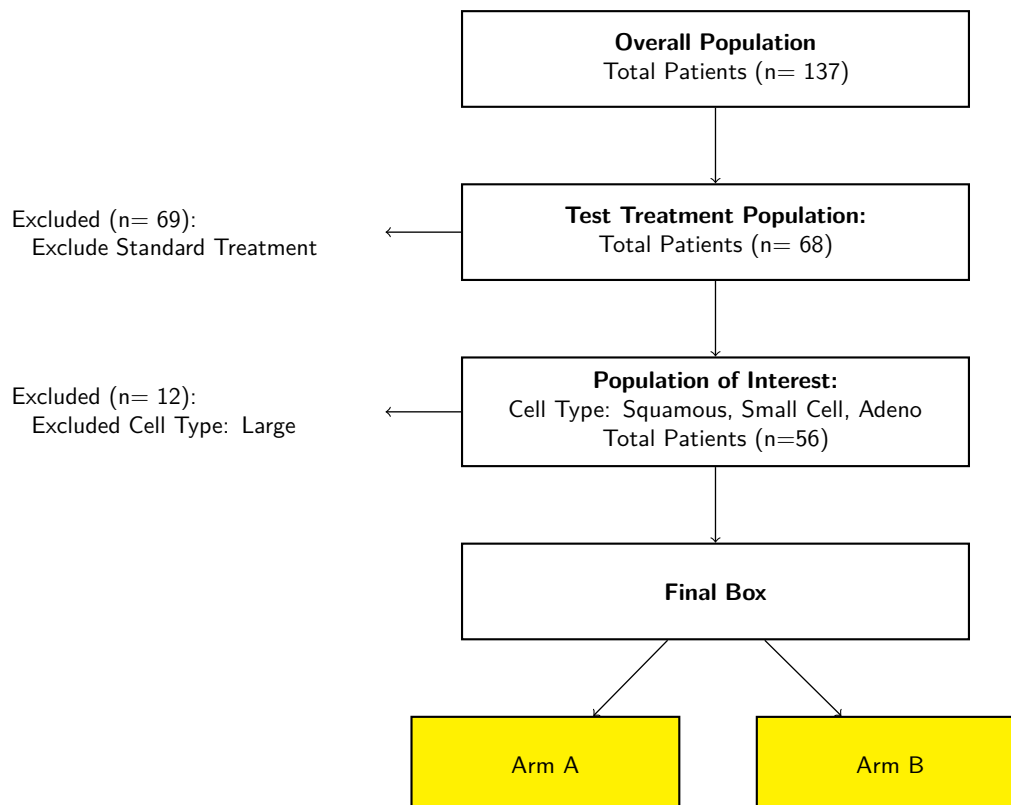 Overall Population
Total Patients (n= 137)
Excluded (n= 69):
Exclude Standard Treatment
Test Treatment Population:
Total Patients (n= 68)
Excluded (n= 12):
Excluded Cell Type: Large
Population of Interest:
Cell Type: Squamous, Small Cell, Adeno
Total Patients (n=56)
Final Box
Arm A
Arm B